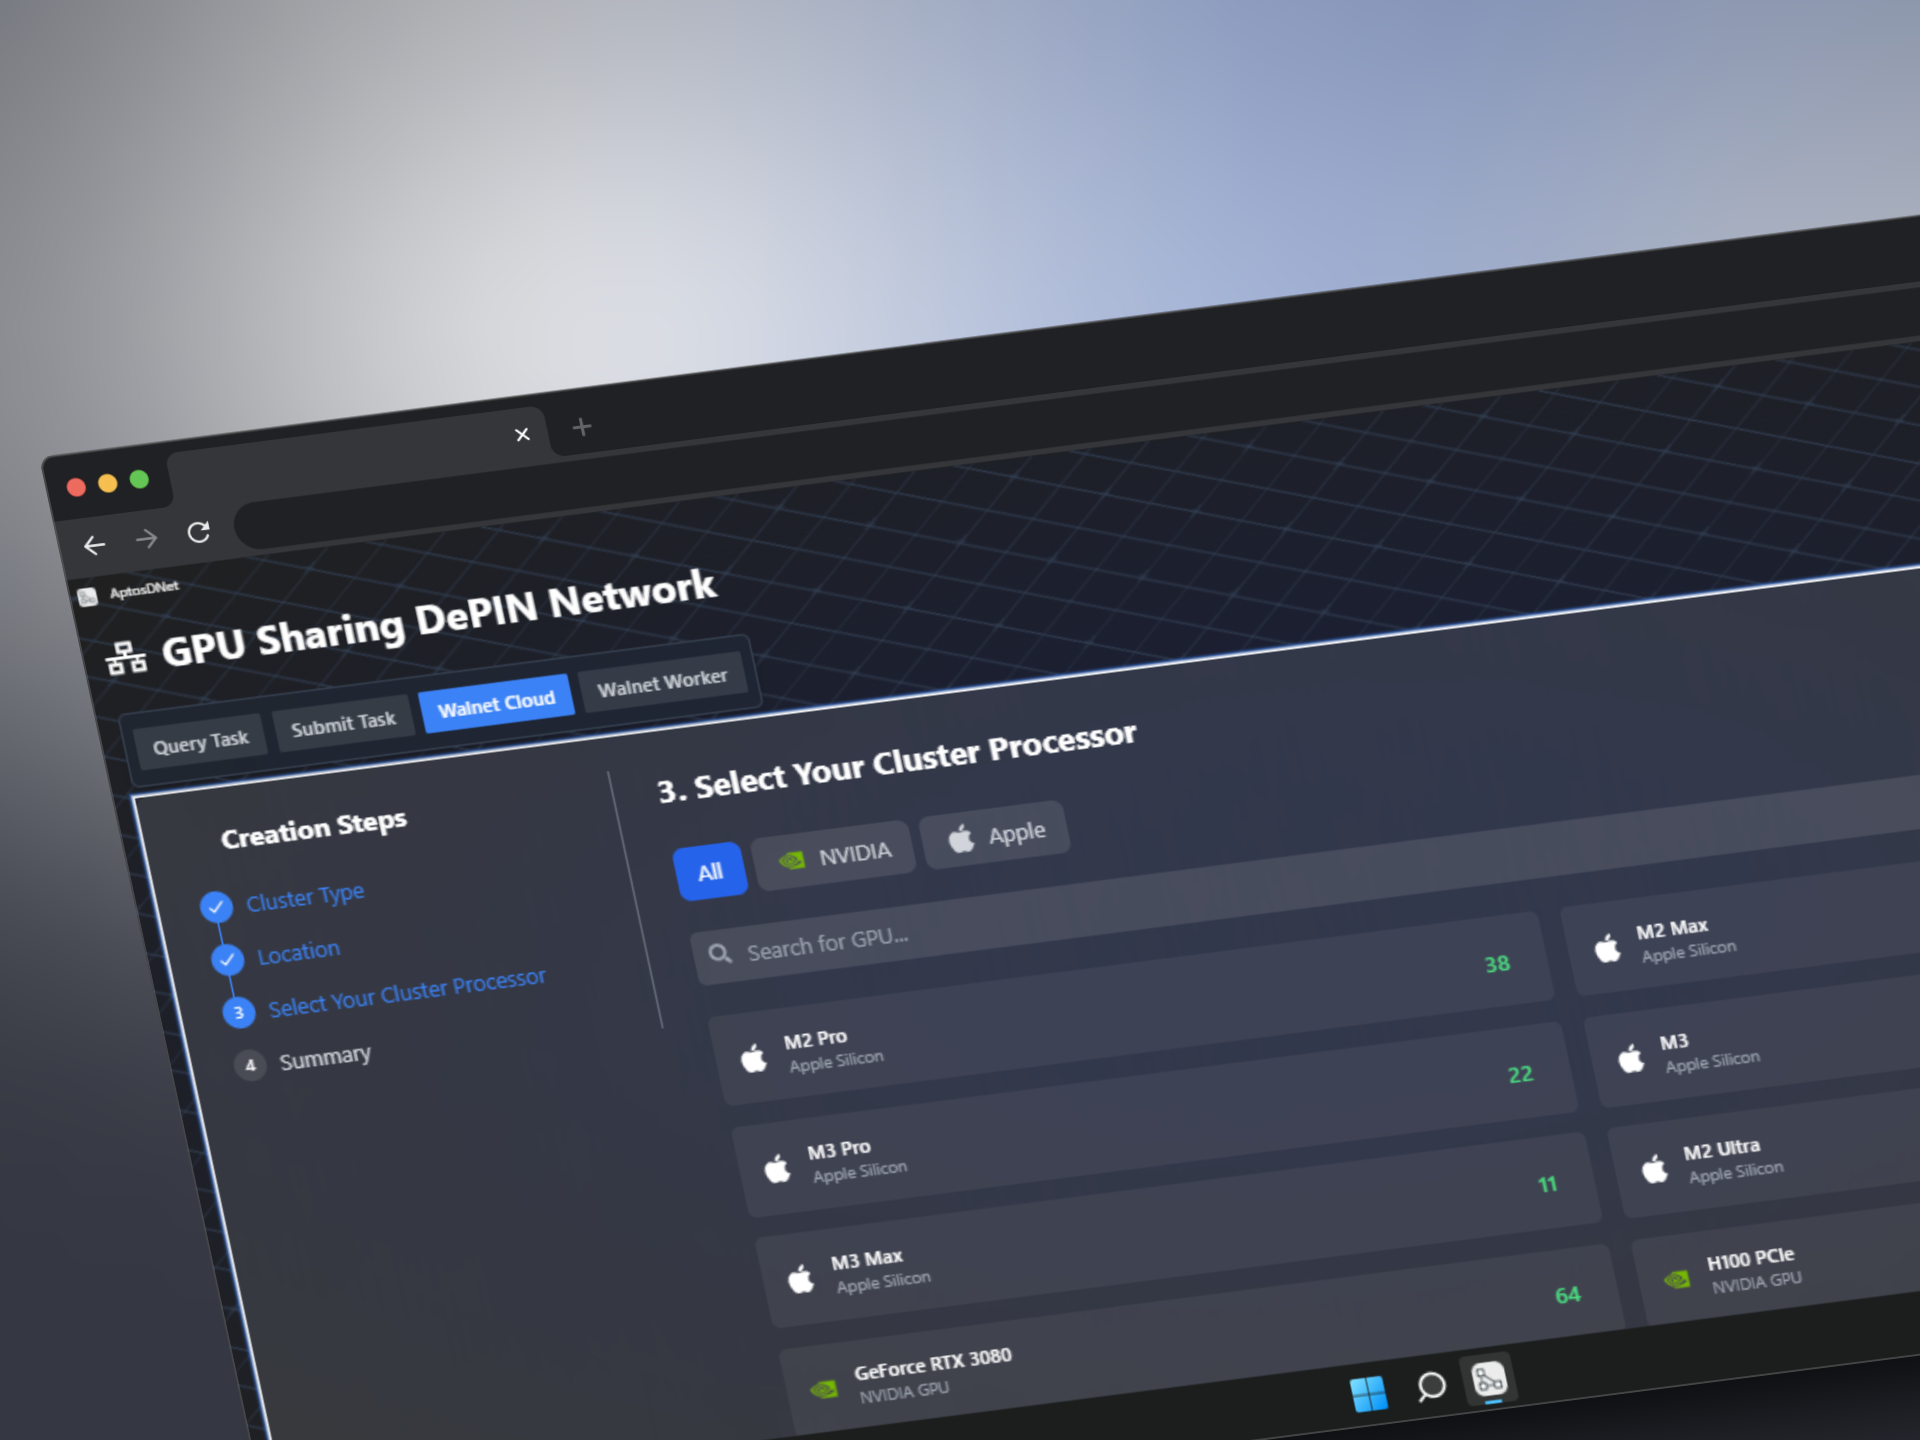 AptosDNet
GPU Sharing DePIN Network
Query Task
Submit Task
Walnet Cloud
Walnet Worker
Creation Steps
Cluster Type
Location
3 Select Your Cluster Processor
4 Summary
3. Select Your Cluster Processor
All
NVIDIA
Apple
Search for GPU...
M2 Pro
Apple Silicon
38
M2 Max
Apple Silicon
M3 Pro
Apple Silicon
22
M3
Apple Silicon
M3 Max
Apple Silicon
11
M2 Ultra
Apple Silicon
GeForce RTX 3080
NVIDIA GPU
64
H100 PCIe
NVIDIA GPU